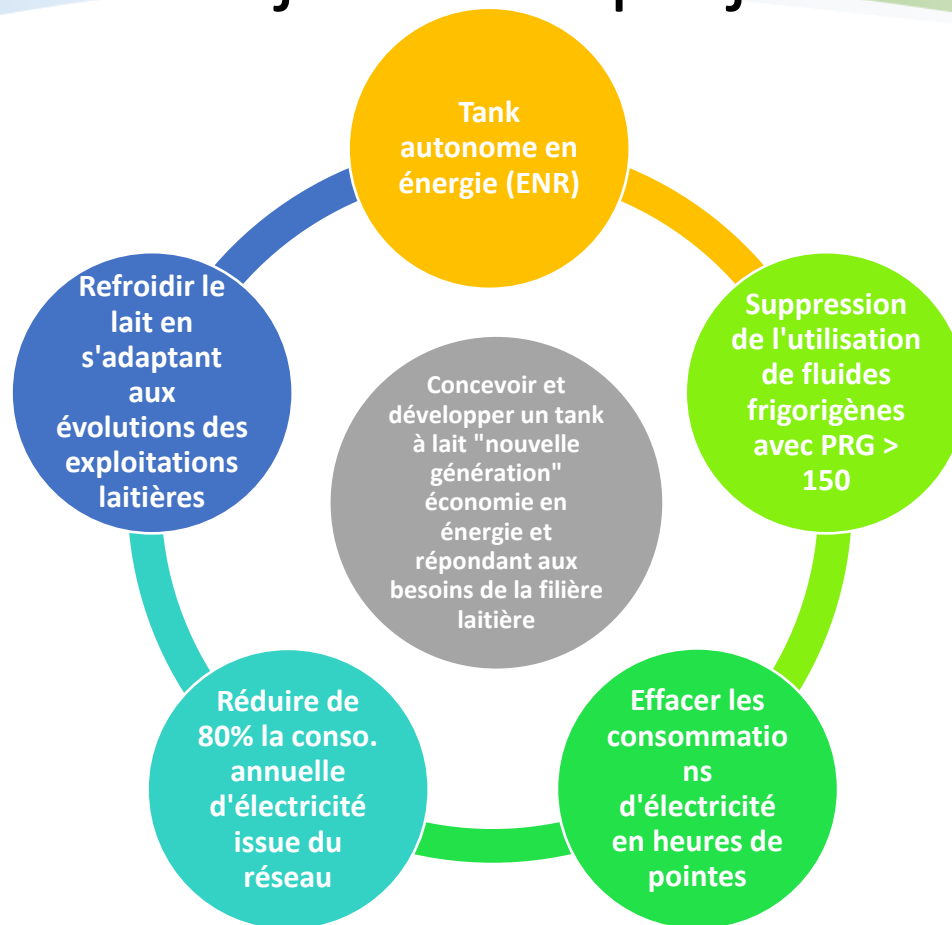 Tank
autonome en
énergie (ENR)
Suppression
de l'utilisation
de fluides
frigorigènes
avec PRG >
150
Effacer les
consommatio
ns
d'électricité
en heures de
pointes
Réduire de
80% la conso.
annuelle
d'électricité
issue du
réseau
Refroidir le
lait en
s'adaptant
aux
évolutions des
exploitations
laitières
Concevoir et
développer un tank
à lait "nouvelle
génération"
économie en
énergie et
répondant aux
besoins de la filière
laitière